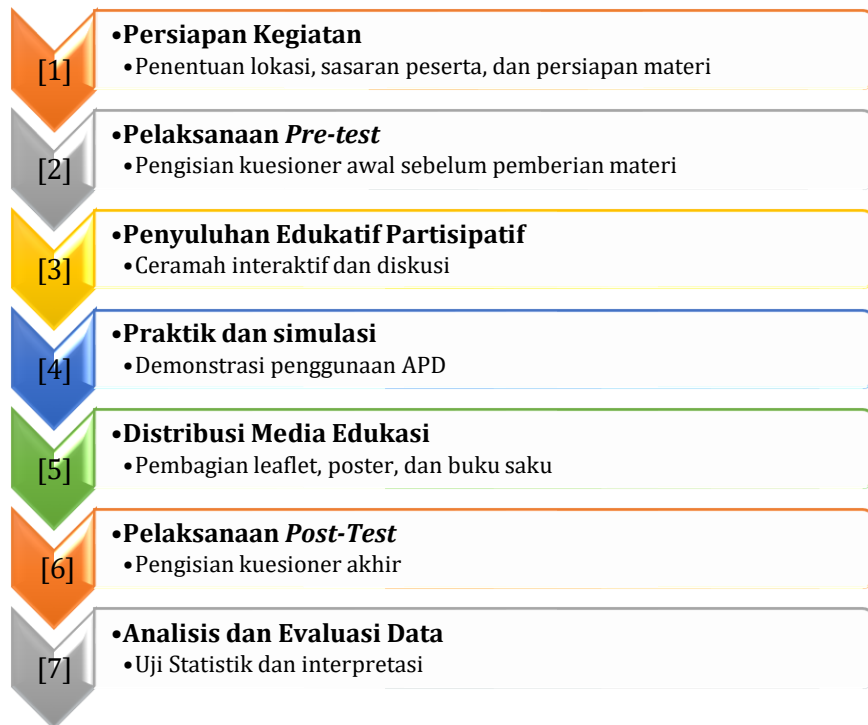 [1]
•Persiapan Kegiatan
•Penentuan lokasi, sasaran peserta, dan persiapan materi
[2]
•Pelaksanaan Pre-test
•Pengisian kuesioner awal sebelum pemberian materi
[3]
•Penyuluhan Edukatif Partisipatif
•Ceramah interaktif dan diskusi
[4]
•Praktik dan simulasi
•Demonstrasi penggunaan APD
[5]
•Distribusi Media Edukasi
•Pembagian leaflet, poster, dan buku saku
[6]
•Pelaksanaan Post-Test
•Pengisian kuesioner akhir
[7]
•Analisis dan Evaluasi Data
•Uji Statistik dan interpretasi